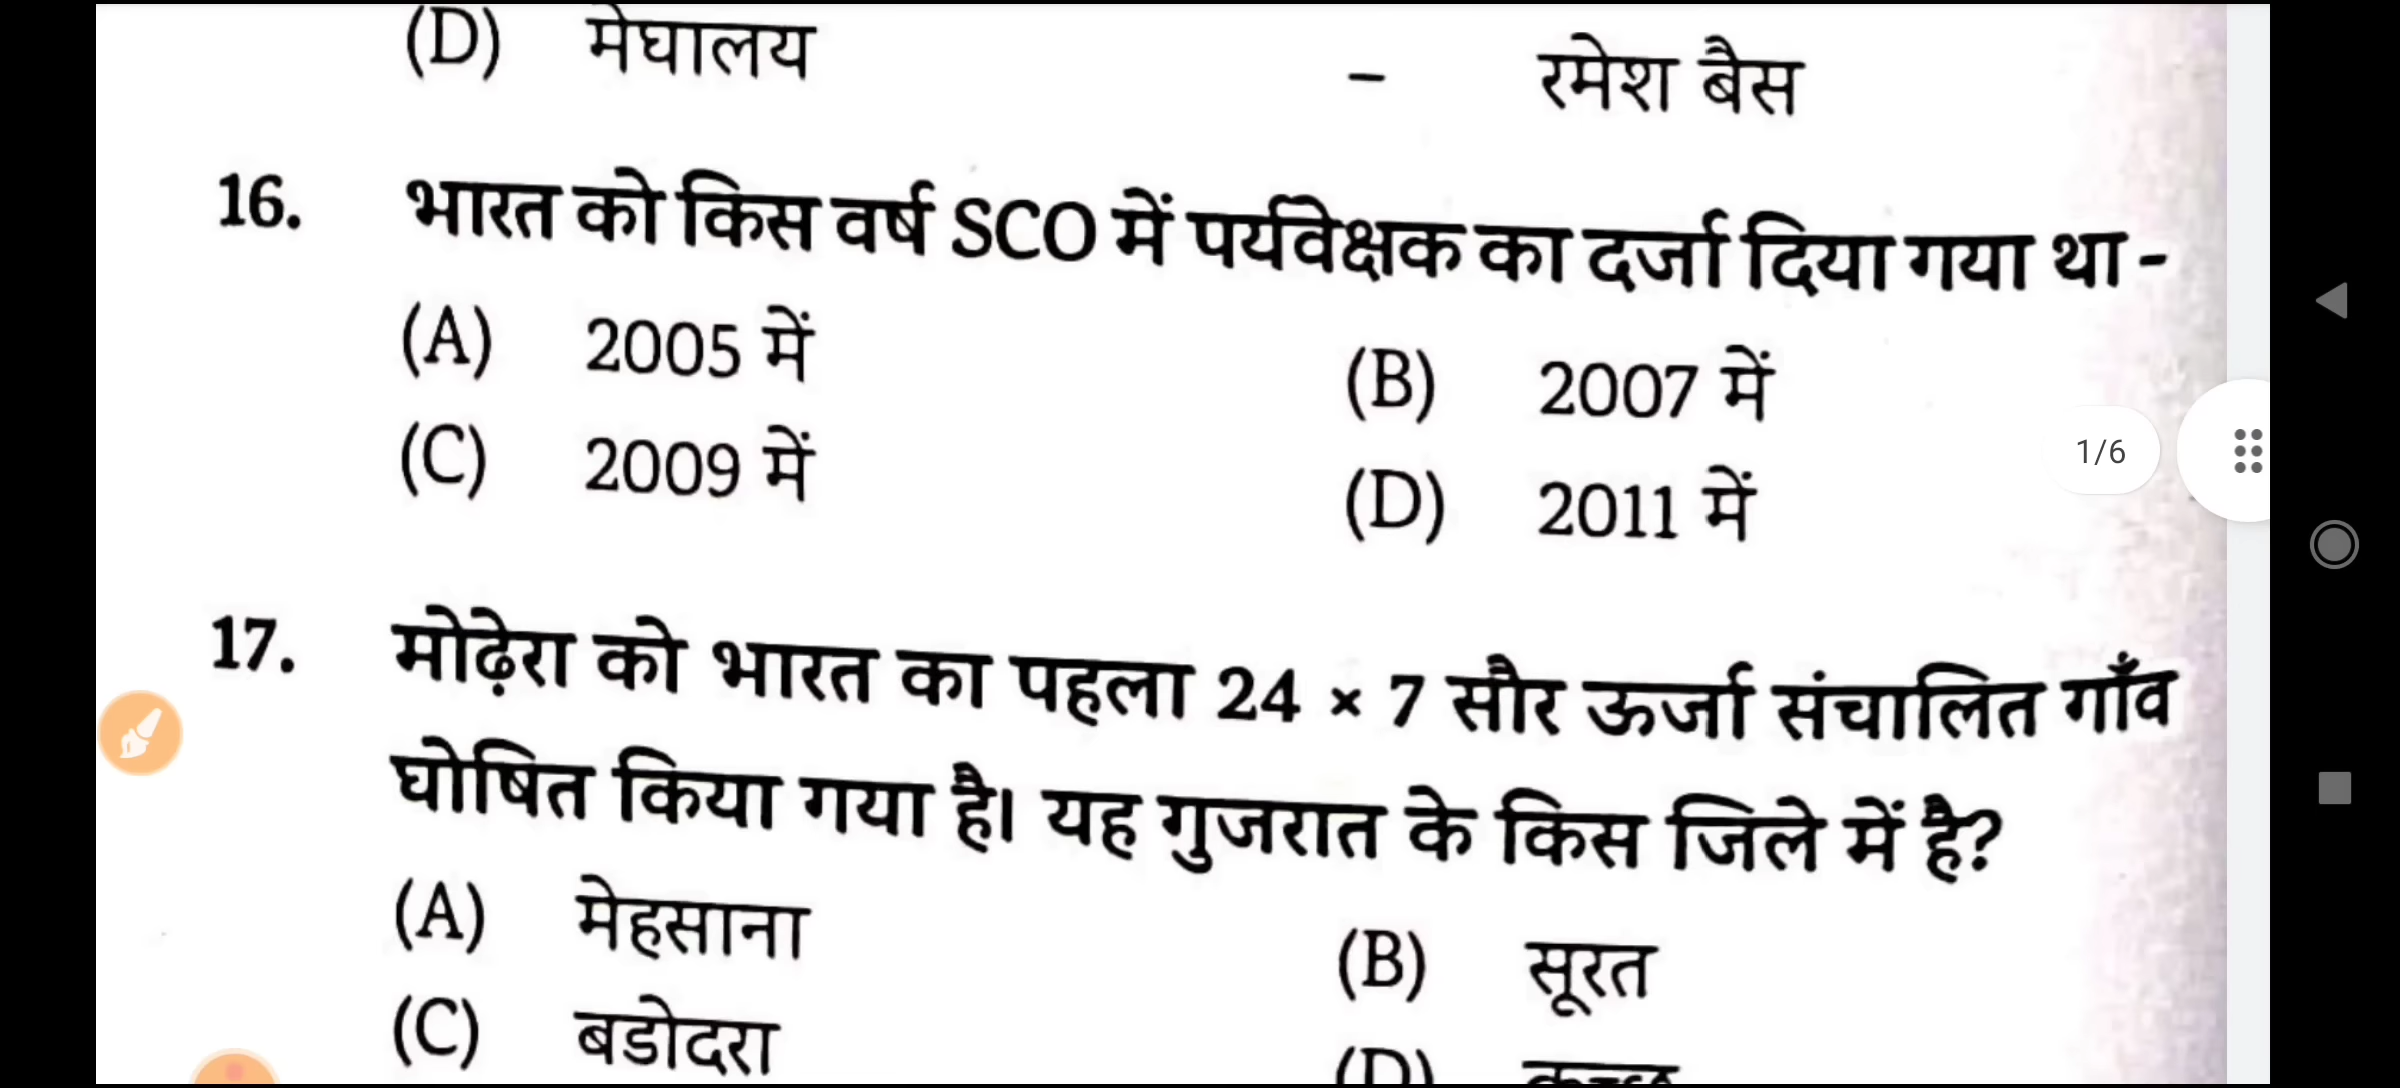 (D) मेघालय - रमेश बैस
16. भारत को किस वर्ष SCO में पर्यवेक्षक का दर्जा दिया गया था -
(A) 2005 में (B) 2007 में
(C) 2009 में (D) 2011 में
1/6
17. मोढ़ेरा को भारत का पहला 24 × 7 सौर ऊर्जा संचालित गाँव
घोषित किया गया है। यह गुजरात के किस जिले में है?
(A) मेहसाना (B) सूरत
(C) बडोदरा (D)